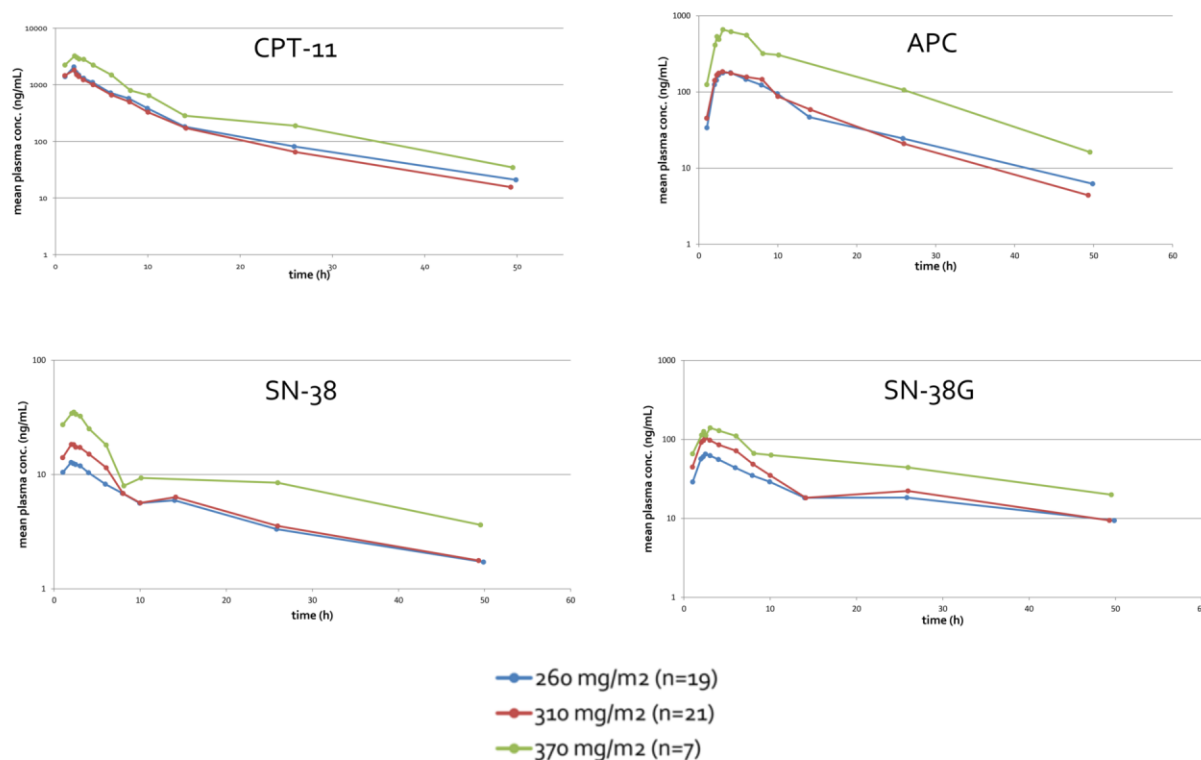 CPT-11
mean plasma conc. (ng/mL)
10000
1000
100
10
1
0 10 20 30 40 50
time (h)
APC
mean plasma conc. (ng/mL)
1000
100
10
1
0 10 20 30 40 50 60
time (h)
SN-38
mean plasma conc. (ng/mL)
100
10
1
0 10 20 30 40 50 60
time (h)
SN-38G
mean plasma conc. (ng/mL)
1000
100
10
1
0 10 20 30 40 50 60
time (h)
260 mg/m2 (n=19)
310 mg/m2 (n=21)
370 mg/m2 (n=7)